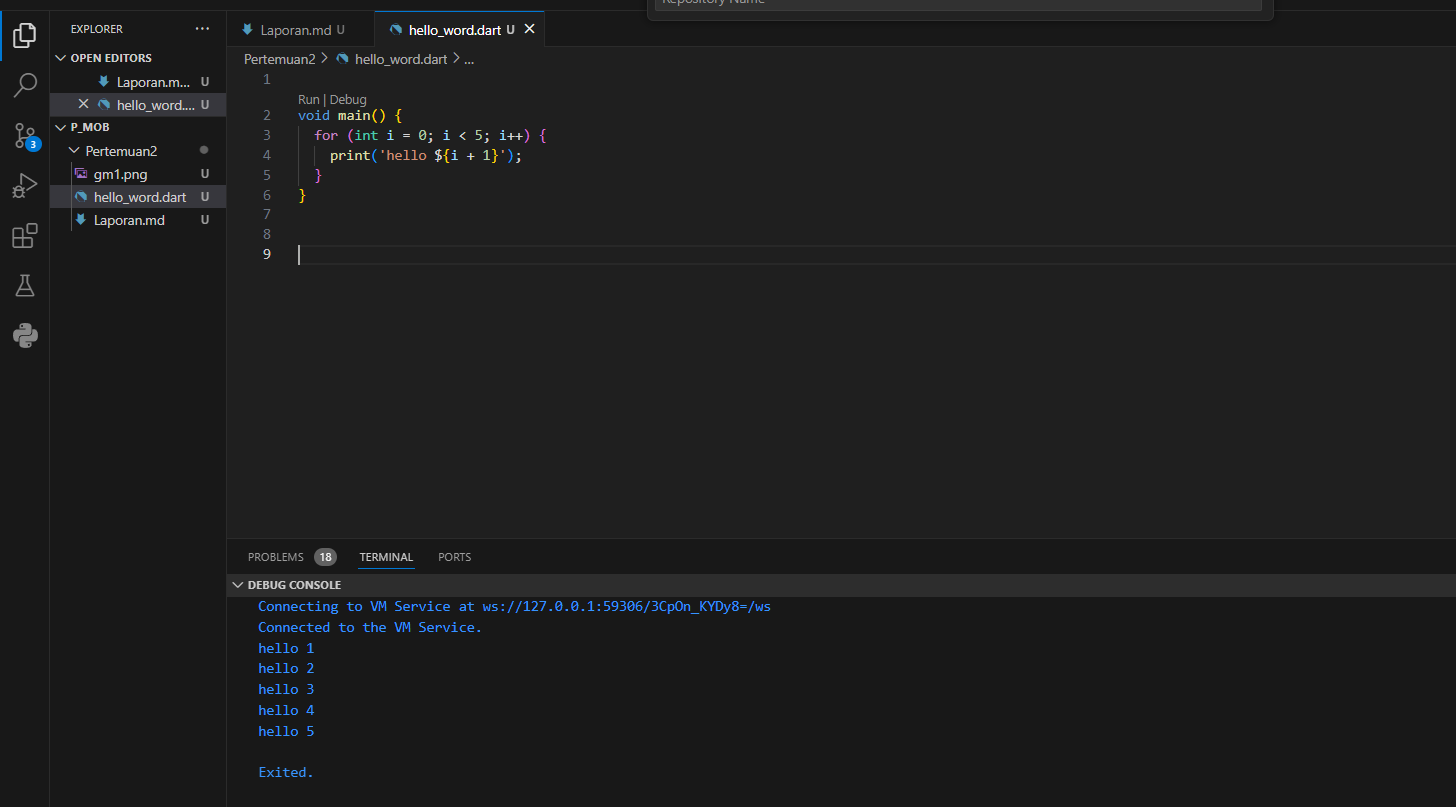 Repository Name
EXPLORER ...
OPEN EDITORS
Laporan.m... U
hello_word.... U
P_MOB
Pertemuan2
gm1.png U
hello_word.dart U
Laporan.md U
3
Laporan.md U
hello_word.dart U
Pertemuan2 > hello_word.dart > ...
1
Run | Debug
2 void main() {
3 for (int i = 0; i < 5; i++) {
4 print('hello ${i + 1}');
5 }
6 }
7
8
9
PROBLEMS 18 TERMINAL PORTS
DEBUG CONSOLE
Connecting to VM Service at ws://127.0.0.1:59306/3CpOn_KYDy8=/ws
Connected to the VM Service.
hello 1
hello 2
hello 3
hello 4
hello 5
Exited.